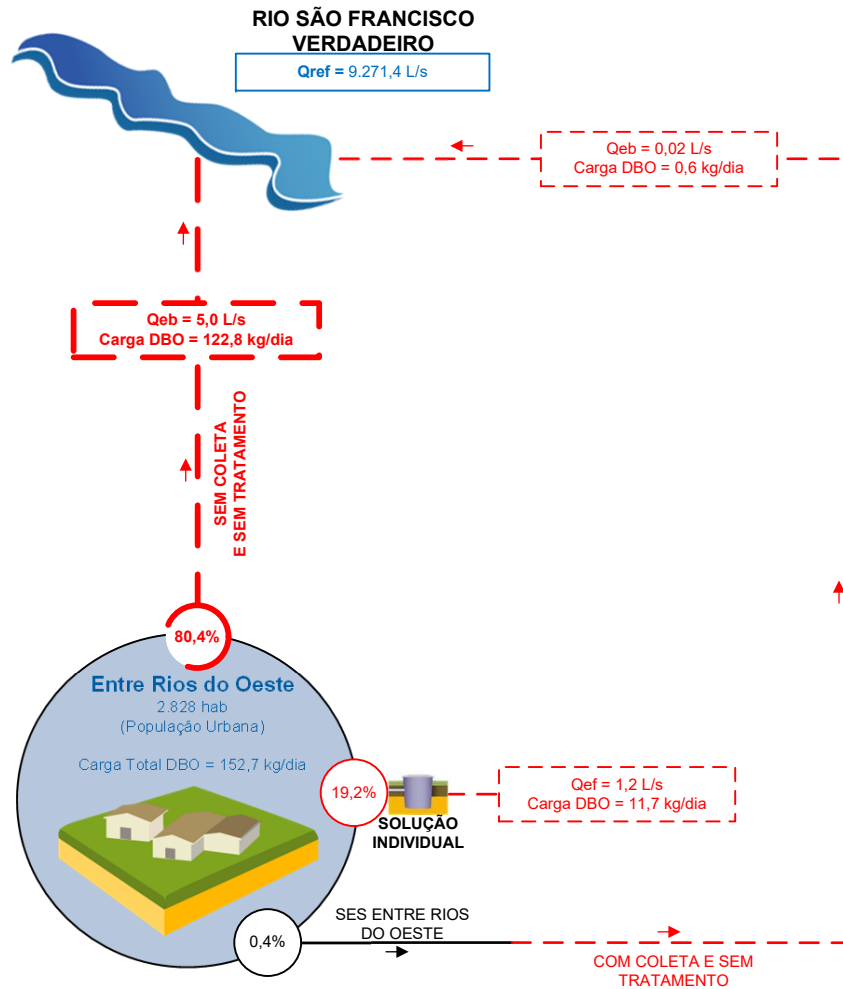 RIO SÃO FRANCISCO
VERDADEIRO
Qref = 9.271,4 L/s
Qeb = 0,02 L/s
Carga DBO = 0,6 kg/dia
Qeb = 5,0 L/s
Carga DBO = 122,8 kg/dia
SEM COLETA
E SEM TRATAMENTO
80,4%
Entre Rios do Oeste
2.828 hab
(População Urbana)
Carga Total DBO = 152,7 kg/dia
19,2%
SOLUÇÃO
INDIVIDUAL
Qef = 1,2 L/s
Carga DBO = 11,7 kg/dia
0,4%
SES ENTRE RIOS
DO OESTE
COM COLETA E SEM
TRATAMENTO